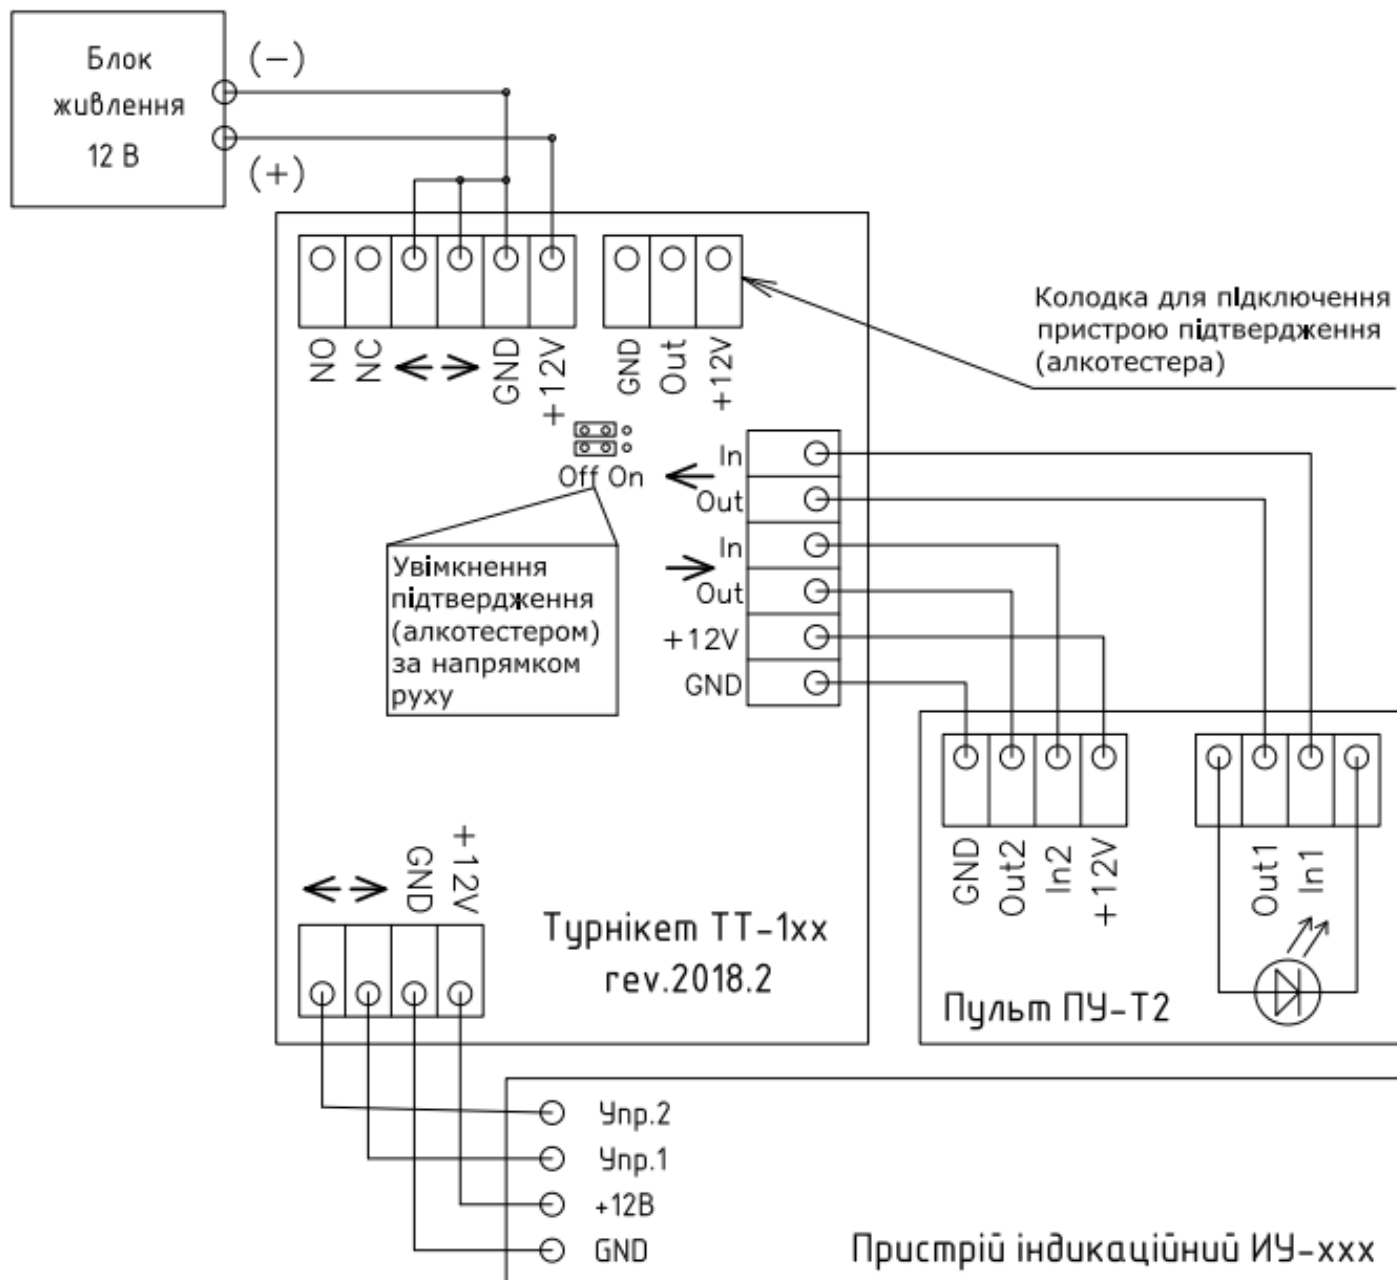 Блок
живлення
12 В
(-)
(+)
NO
NC
GND
+12V
GND
Out
+12V
Колодка для підключення
пристрою підтвердження
(алкотестера)
Off On
Увімкнення
підтвердження
(алкотестером)
за напрямком
руху
In
Out
In
Out
+12V
GND
GND
Out2
In2
+12V
Out1
In1
Пульт ПУ-Т2
GND
+12V
Турнікет ТТ-1хх
rev.2018.2
Упр.2
Упр.1
+12В
GND
Пристрій індикаційний ИУ-ххх